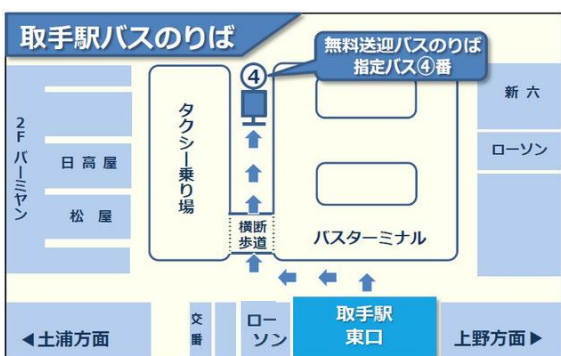 取手駅バスのりば
無料送迎バスのりば
指定バス④番
④
2Fバーミヤン
日高屋
松屋
タクシー乗り場
横断
歩道
バスターミナル
新六
ローソン
◀土浦方面
交番
ロー
ソン
取手駅
東口
上野方面▶